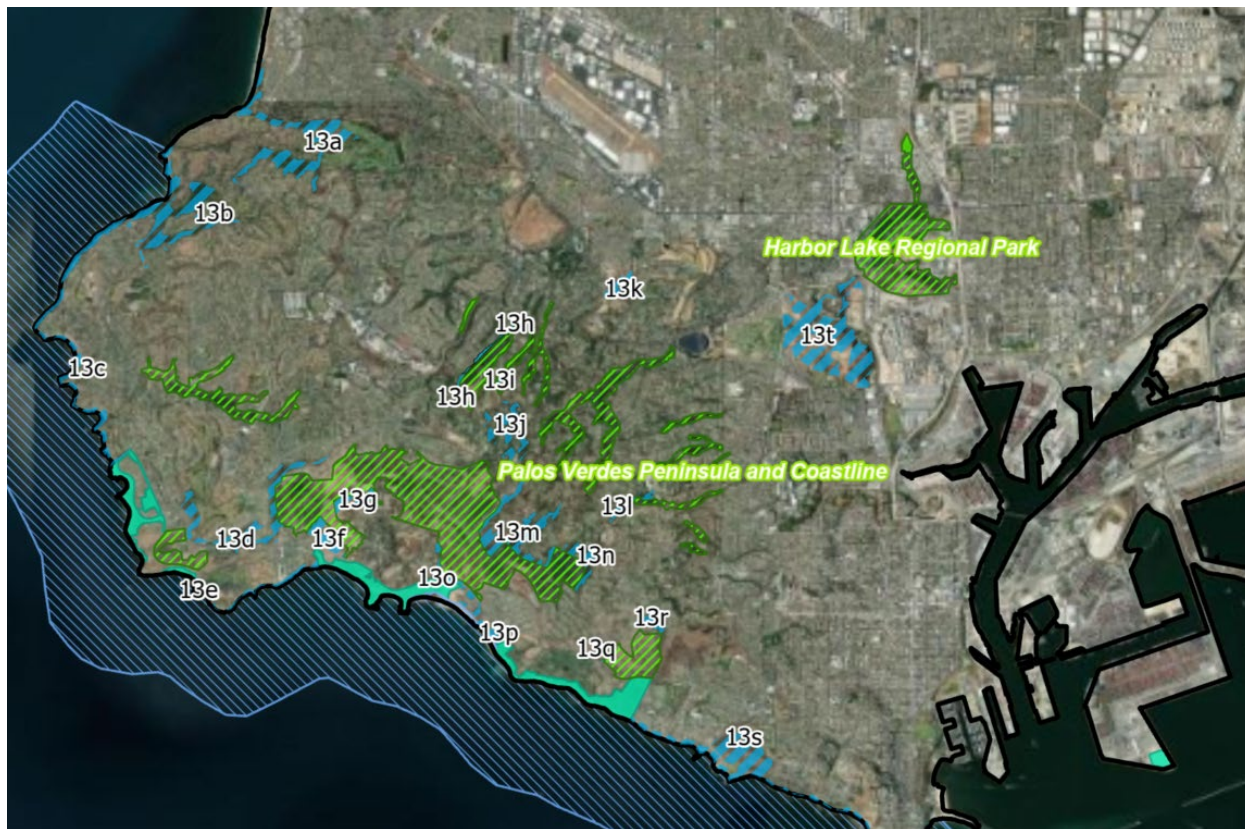 13a
13b
Harbor Lake Regional Park
13k
13h
13t
13c
13i
13h
13j
Palos Verdes Peninsula and Coastline
13g
13l
13d
13f
13m
13n
13e
13o
13p
13r
13q
13s